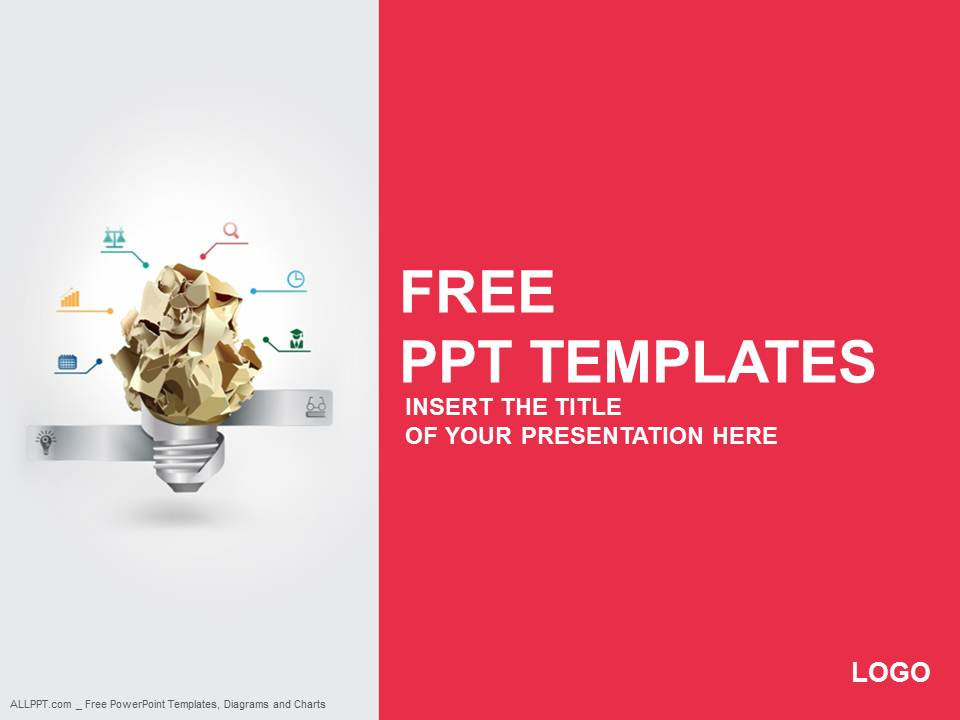 FREE
PPT TEMPLATES
INSERT THE TITLE
OF YOUR PRESENTATION HERE
LOGO
ALLPPT.com _ Free PowerPoint Templates, Diagrams and Charts